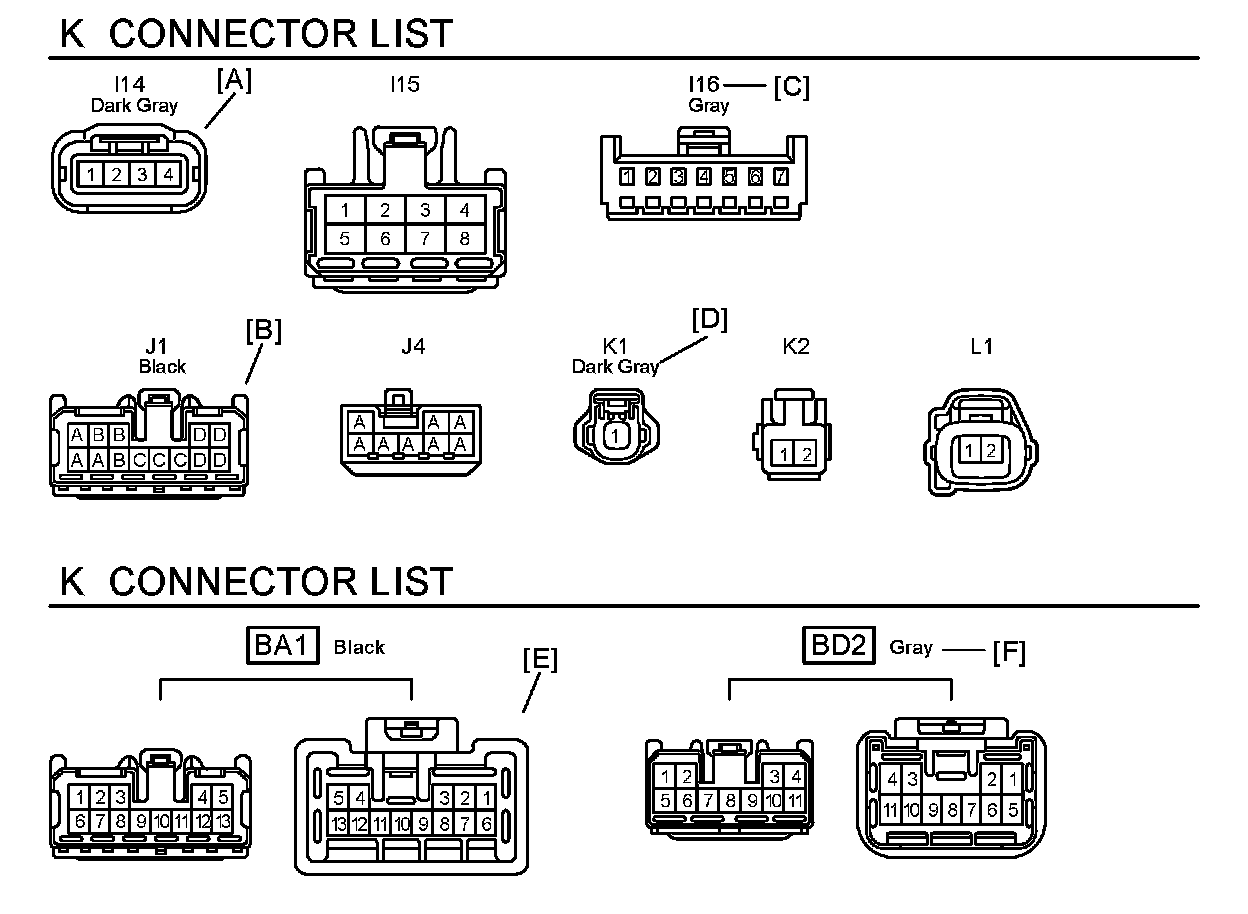 K CONNECTOR LIST
I14 [A] I15 I16 [C]
Dark Gray Gray
1 2 3 4
1 2 3 4
5 6 7 8
1 2 3 4 5 6 7
[B] [D]
J1 J4 K1 K2 L1
Black Dark Gray
A B B D D
A A B C C C D D
A A A
A A A A A
1
1 2
1 2
K CONNECTOR LIST
BA1 Black BD2 Gray [F]
[E]
1 2 3 4 5
6 7 8 9 10 11 12 13
5 4 3 2 1
13 12 11 10 9 8 7 6
1 2 3 4
5 6 7 8 9 10 11
4 3 2 1
11 10 9 8 7 6 5